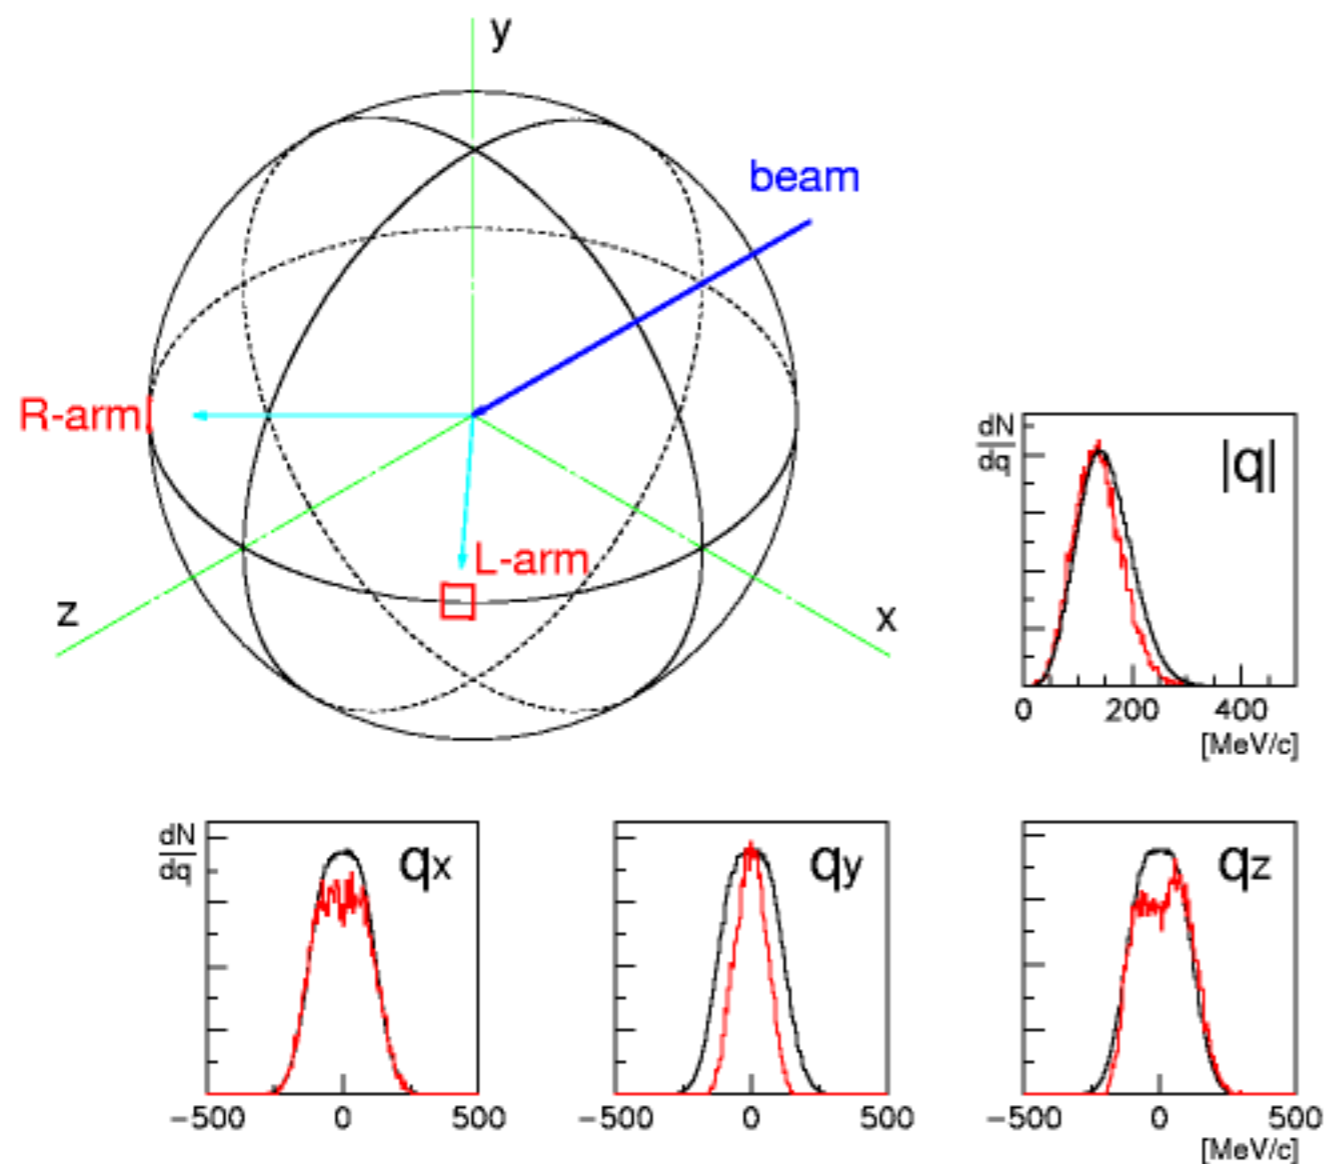 y
beam
R-arm
L-arm
z
x
dN
dq
|q|
0 200 400
[MeV/c]
dN
dq
qx
qy
qz
−500 0 500
−500 0 500
−500 0 500
[MeV/c]